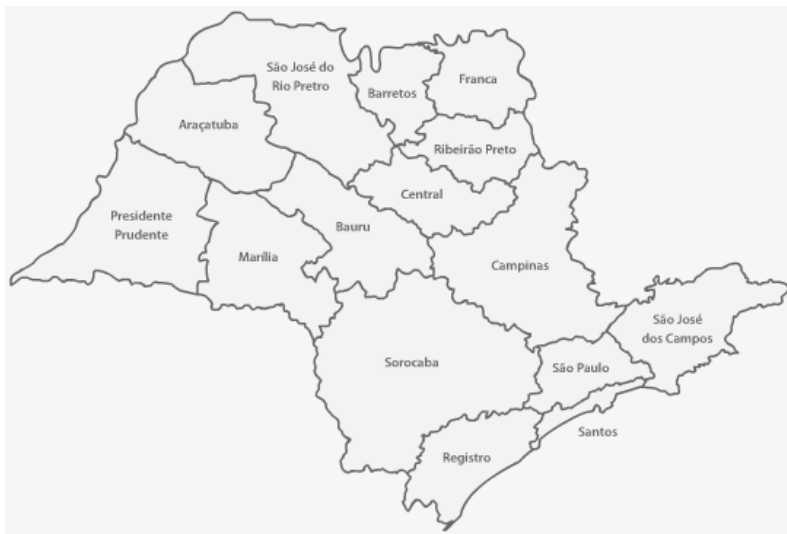 São José do
Rio Pretro
Barretos
Franca
Araçatuba
Ribeirão Preto
Central
Presidente
Prudente
Bauru
Marília
Campinas
São José
dos Campos
Sorocaba
São Paulo
Santos
Registro